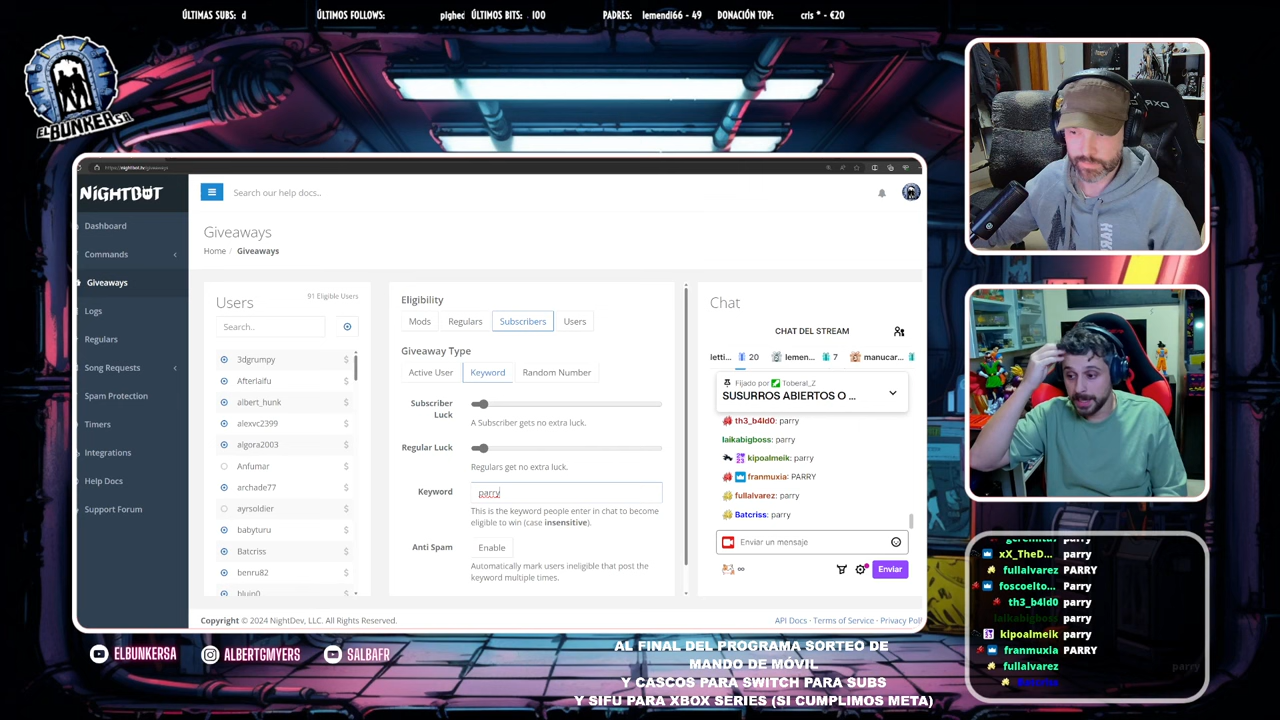 ÚLTIMAS SUBS: d
ÚLTIMOS FOLLOWS: pighed
ÚLTIMOS BITS: 100
PADRES: lemendi66 - 49
DONACIÓN TOP: cris * - €20
ELBUNKERSA
NIGHTBOT
Search our help docs..
Dashboard
Commands
Giveaways
Logs
Regulars
Song Requests
Spam Protection
Timers
Integrations
Help Docs
Support Forum
Giveaways
Home / Giveaways
Users
91 Eligible Users
Search..
3dgrumpy $
Afterlaifu $
albert_hunk $
alexvc2399 $
algora2003 $
Anfumar $
archade77 $
ayrsoldier $
babyturu $
Batcriss $
benru82 $
Eligibility
Mods Regulars Subscribers Users
Giveaway Type
Active User Keyword Random Number
Subscriber Luck
A Subscriber gets no extra luck.
Regular Luck
Regulars get no extra luck.
Keyword
parry
This is the keyword people enter in chat to become
eligible to win (case insensitive).
Anti Spam
Enable
Automatically mark users ineligible that post the
keyword multiple times.
Chat
CHAT DEL STREAM
letti... 20 lemen... 7 manucar...
Fijado por Toberal_Z
SUSURROS ABIERTOS O ...
th3_b4ld0: parry
laikabigboss: parry
kipoalmeik: parry
franmuxia: PARRY
fullalvarez: parry
Batcriss: parry
Enviar un mensaje
∞
Enviar
Copyright © 2024 NightDev, LLC. All Rights Reserved.
API Docs - Terms of Service - Privacy Pol
xX_TheD... parry
fullalvarez PARRY
foscoelto... parry
th3_b4ld0 parry
laikabigboss parry
kipoalmeik parry
franmuxia PARRY
fullalvarez parry
Batcriss
ELBUNKERSA
ALBERTGMYERS
SALBAFR
AL FINAL DEL PROGRAMA SORTEO DE
MANDO DE MÓVIL
Y CASCOS PARA SWITCH PARA SUBS
Y SIFU PARA XBOX SERIES (SI CUMPLIMOS META)